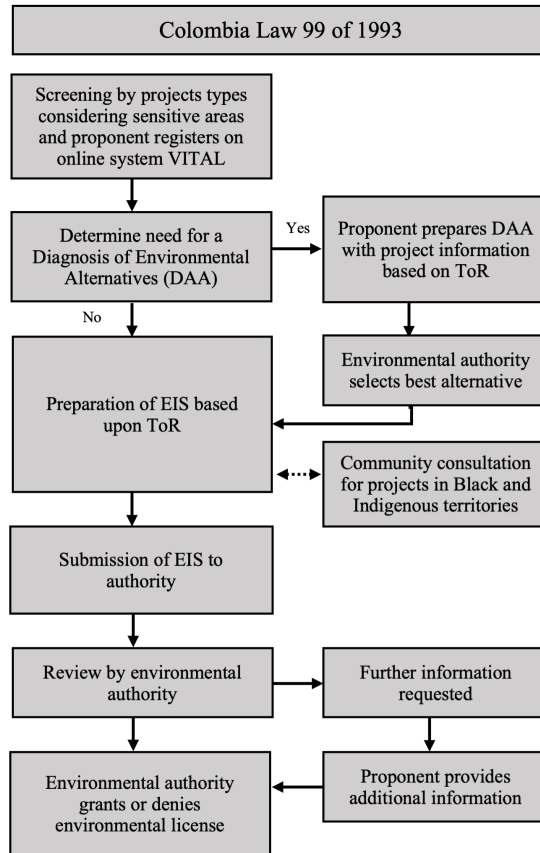 Colombia Law 99 of 1993
Screening by projects types
considering sensitive areas
and proponent registers on
online system VITAL
Determine need for a
Diagnosis of Environmental
Alternatives (DAA)
Yes
Proponent prepares DAA
with project information
based on ToR
No
Environmental authority
selects best alternative
Preparation of EIS based
upon ToR
Community consultation
for projects in Black and
Indigenous territories
Submission of EIS to
authority
Review by environmental
authority
Further information
requested
Environmental authority
grants or denies
environmental license
Proponent provides
additional information